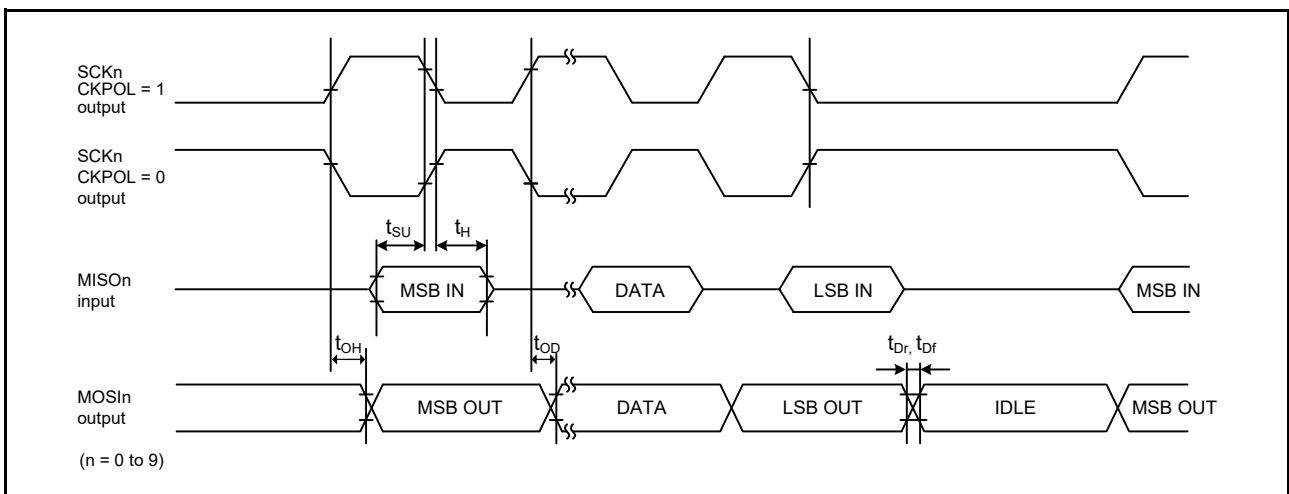 SCKn
CKPOL = 1
output
SCKn
CKPOL = 0
output
tSU
tH
MISOn
input
MSB IN
DATA
LSB IN
MSB IN
tOH
tOD
tDr, tDf
MOSIn
output
MSB OUT
DATA
LSB OUT
IDLE
MSB OUT
(n = 0 to 9)